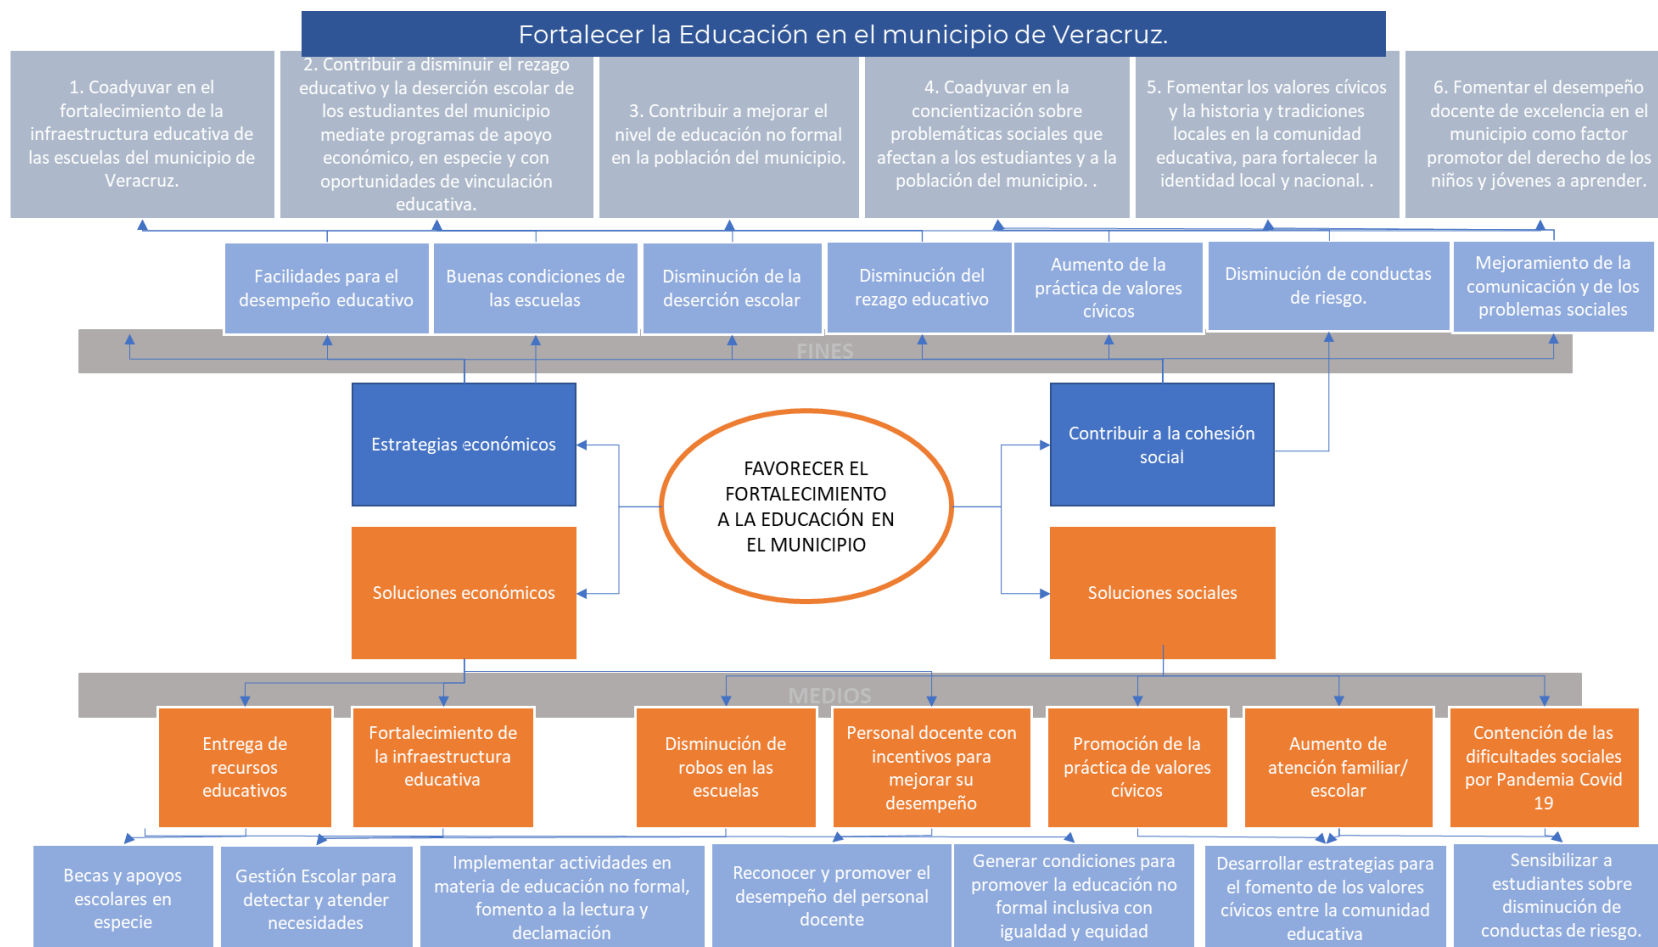 Fortalecer la Educación en el municipio de Veracruz.
1. Coadyuvar en el
fortalecimiento de la
infraestructura educativa de
las escuelas del municipio de
Veracruz.
2. Contribuir a disminuir el rezago
educativo y la deserción escolar de
los estudiantes del municipio
mediate programas de apoyo
económico, en especie y con
oportunidades de vinculación
educativa.
3. Contribuir a mejorar el
nivel de educación no formal
en la población del municipio.
4. Coadyuvar en la
concientización sobre
problemáticas sociales que
afectan a los estudiantes y a la
población del municipio. .
5. Fomentar los valores cívicos
y la historia y tradiciones
locales en la comunidad
educativa, para fortalecer la
identidad local y nacional. .
6. Fomentar el desempeño
docente de excelencia en el
municipio como factor
promotor del derecho de los
niños y jóvenes a aprender.
Facilidades para el
desempeño educativo
Buenas condiciones de
las escuelas
Disminución de la
deserción escolar
Disminución del
rezago educativo
Aumento de la
práctica de valores
cívicos
Disminución de conductas
de riesgo.
Mejoramiento de la
comunicación y de los
problemas sociales
FINES
Estrategias económicos
FAVORECER EL
FORTALECIMIENTO
A LA EDUCACIÓN EN
EL MUNICIPIO
Contribuir a la cohesión
social
Soluciones económicos
Soluciones sociales
MEDIOS
Entrega de
recursos
educativos
Fortalecimiento de
la infraestructura
educativa
Disminución de
robos en las
escuelas
Personal docente con
incentivos para
mejorar su
desempeño
Promoción de la
práctica de valores
cívicos
Aumento de
atención familiar/
escolar
Contención de las
dificultades sociales
por Pandemia Covid
19
Becas y apoyos
escolares en
especie
Gestión Escolar para
detectar y atender
necesidades
Implementar actividades en
materia de educación no formal,
fomento a la lectura y
declamación
Reconocer y promover el
desempeño del personal
docente
Generar condiciones para
promover la educación no
formal inclusiva con
igualdad y equidad
Desarrollar estrategias para
el fomento de los valores
cívicos entre la comunidad
educativa
Sensibilizar a
estudiantes sobre
disminución de
conductas de riesgo.